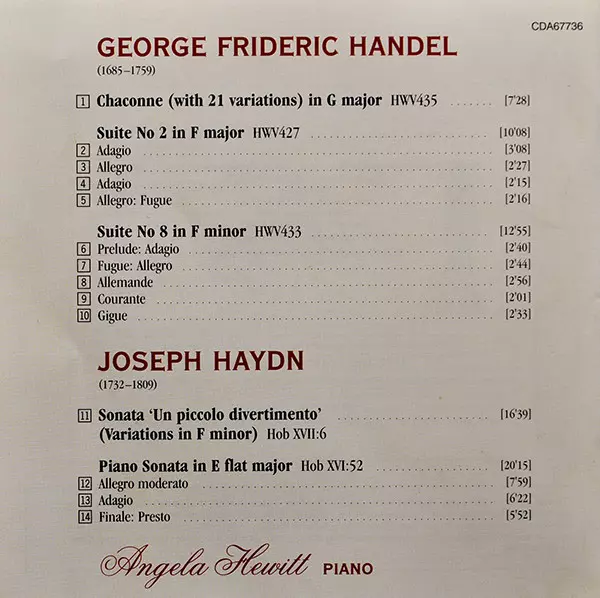 CDA67736
GEORGE FRIDERIC HANDEL
(1685–1759)
1 Chaconne (with 21 variations) in G major HWV435 [7'28]
Suite No 2 in F major HWV427 [10'08]
2 Adagio [3'08]
3 Allegro [2'27]
4 Adagio [2'15]
5 Allegro: Fugue [2'16]
Suite No 8 in F minor HWV433 [12'55]
6 Prelude: Adagio [2'40]
7 Fugue: Allegro [2'44]
8 Allemande [2'56]
9 Courante [2'01]
10 Gigue [2'33]
JOSEPH HAYDN
(1732–1809)
11 Sonata ‘Un piccolo divertimento’ [16'39]
(Variations in F minor) Hob XVII:6
Piano Sonata in E flat major Hob XVI:52 [20'15]
12 Allegro moderato [7'59]
13 Adagio [6'22]
14 Finale: Presto [5'52]
Angela Hewitt PIANO